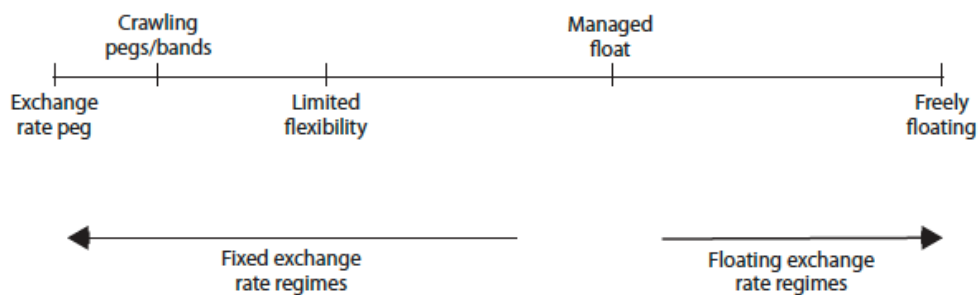 Crawling
pegs/bands
Managed
float
Exchange
rate peg
Limited
flexibility
Freely
floating
Fixed exchange
rate regimes
Floating exchange
rate regimes